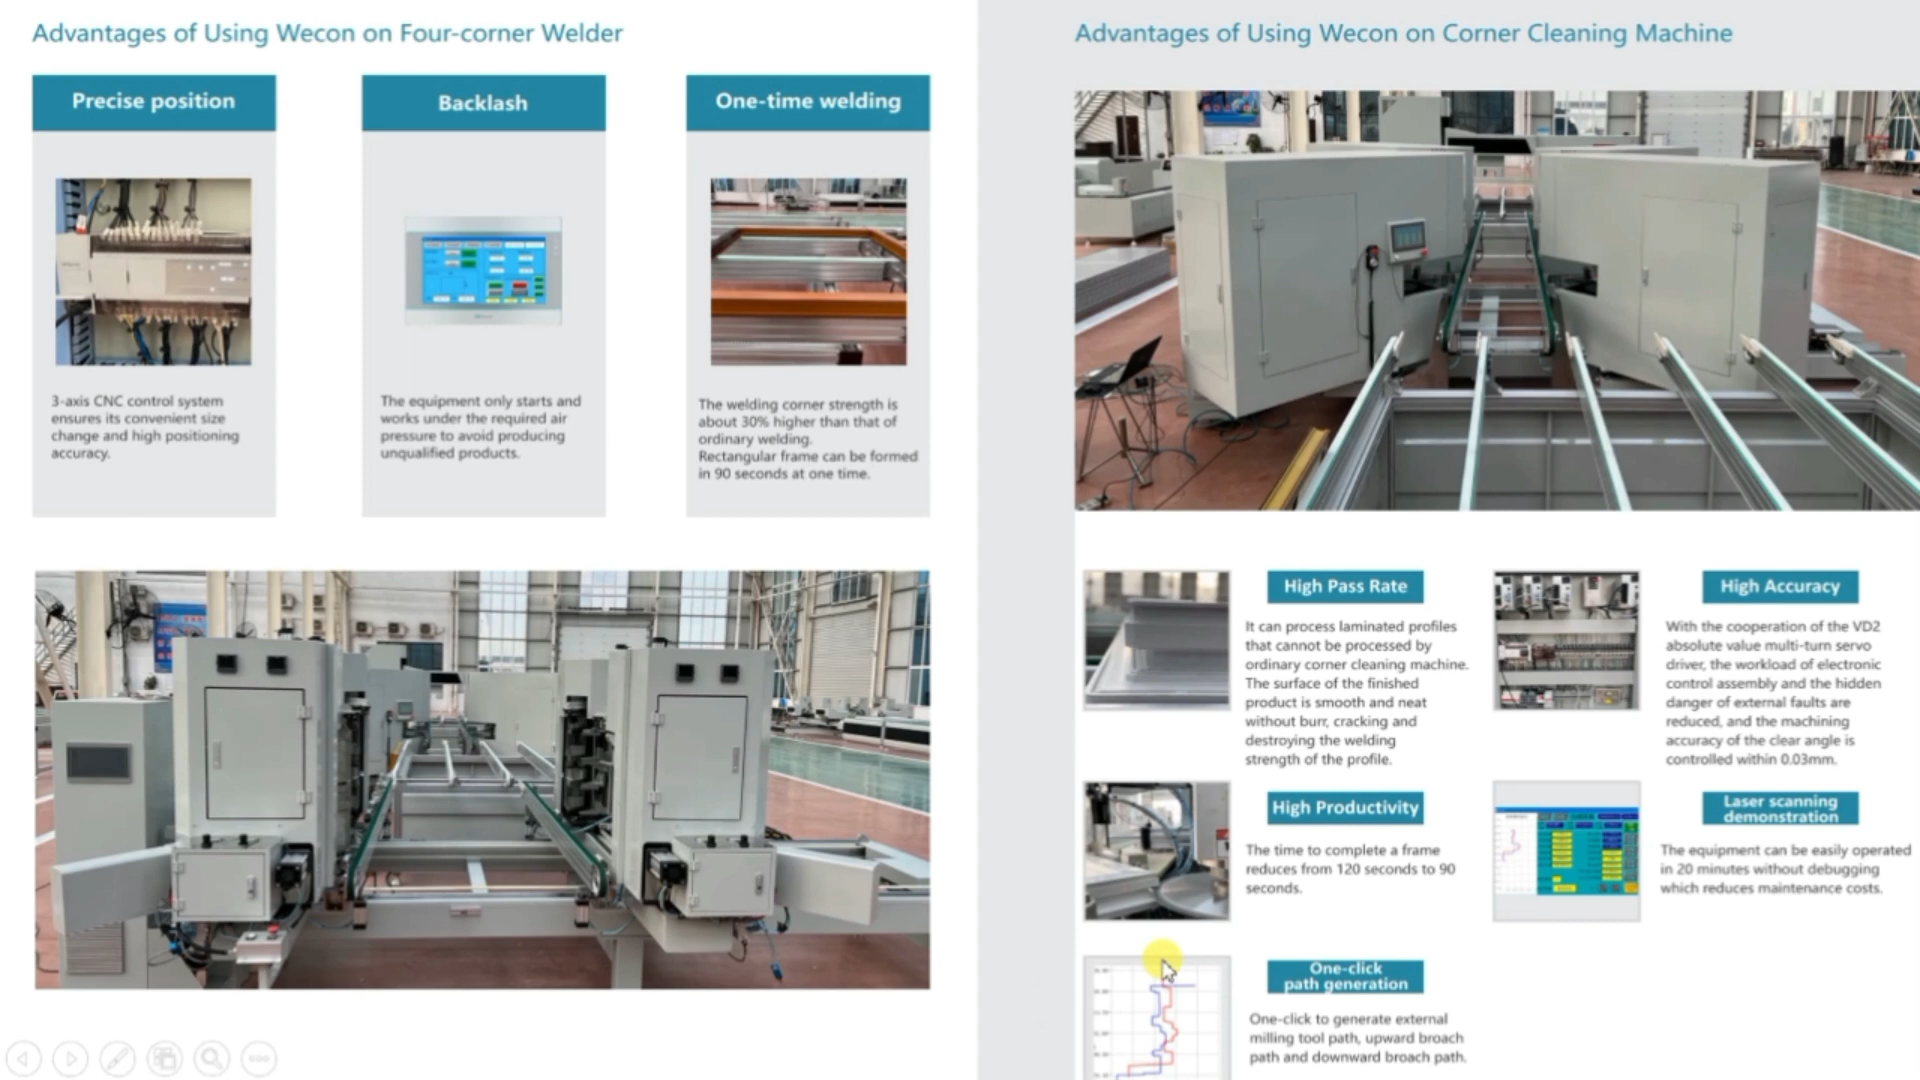 Advantages of Using Wecon on Four-corner Welder
Precise position
3-axis CNC control system
ensures its convenient size
change and high positioning
accuracy.
Backlash
The equipment only starts and
works under the required air
pressure to avoid producing
unqualified products.
One-time welding
The welding corner strength is
about 30% higher than that of
ordinary welding.
Rectangular frame can be formed
in 90 seconds at one time.
Advantages of Using Wecon on Corner Cleaning Machine
High Pass Rate
It can process laminated profiles
that cannot be processed by
ordinary corner cleaning machine.
The surface of the finished
product is smooth and neat
without burr, cracking and
destroying the welding
strength of the profile.
High Accuracy
With the cooperation of the VD2
absolute value multi-turn servo
driver, the workload of electronic
control assembly and the hidden
danger of external faults are
reduced, and the machining
accuracy of the clear angle is
controlled within 0.03mm.
High Productivity
The time to complete a frame
reduces from 120 seconds to 90
seconds.
Laser scanning
demonstration
The equipment can be easily operated
in 20 minutes without debugging
which reduces maintenance costs.
One-click
path generation
One-click to generate external
milling tool path, upward broach
path and downward broach path.